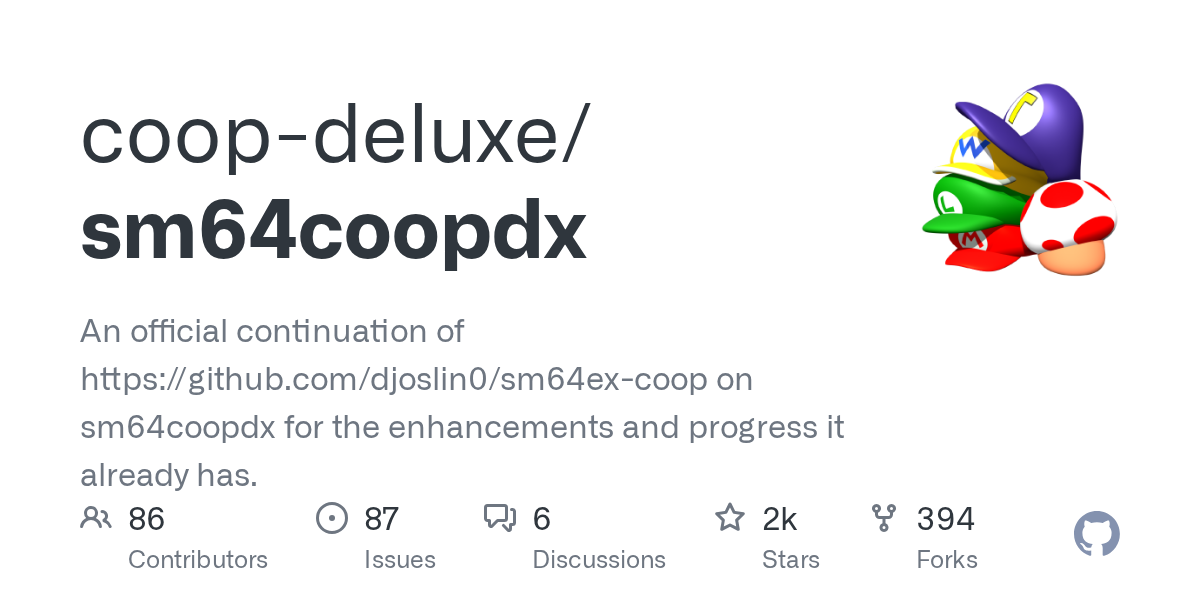 coop-deluxe/
sm64coopdx
An official continuation of
https://github.com/djoslin0/sm64ex-coop on
sm64coopdx for the enhancements and progress it
already has.
86
Contributors
87
Issues
6
Discussions
2k
Stars
394
Forks
W
L
M